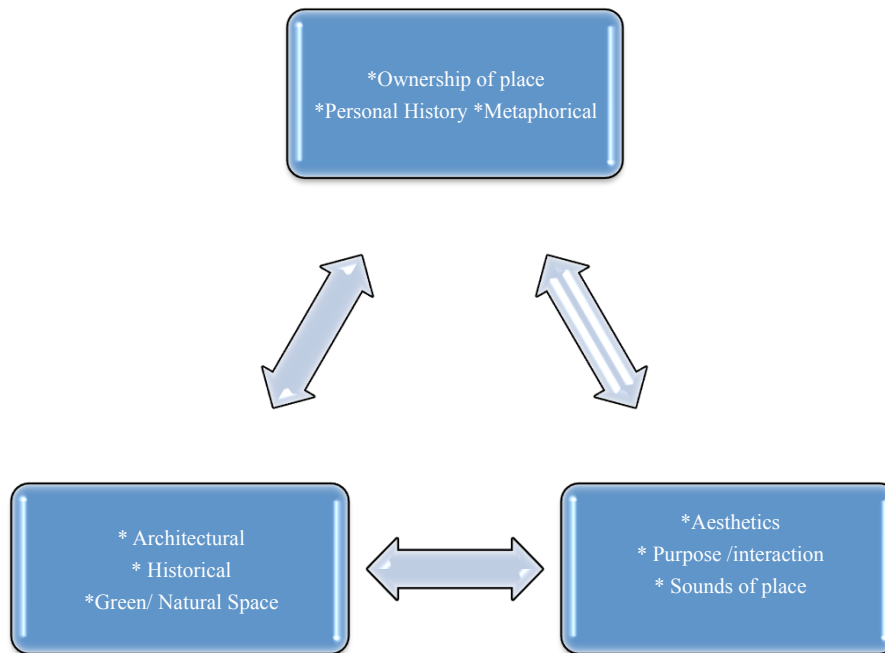 *Ownership of place
*Personal History *Metaphorical
* Architectural
* Historical
*Green/ Natural Space
*Aesthetics
* Purpose /interaction
* Sounds of place